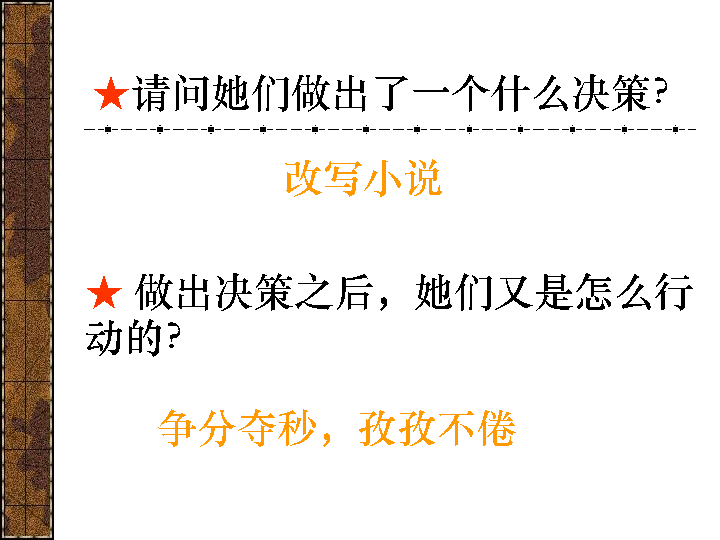 ★请问她们做出了一个什么决策?
改写小说
★ 做出决策之后，她们又是怎么行
动的?
争分夺秒，孜孜不倦